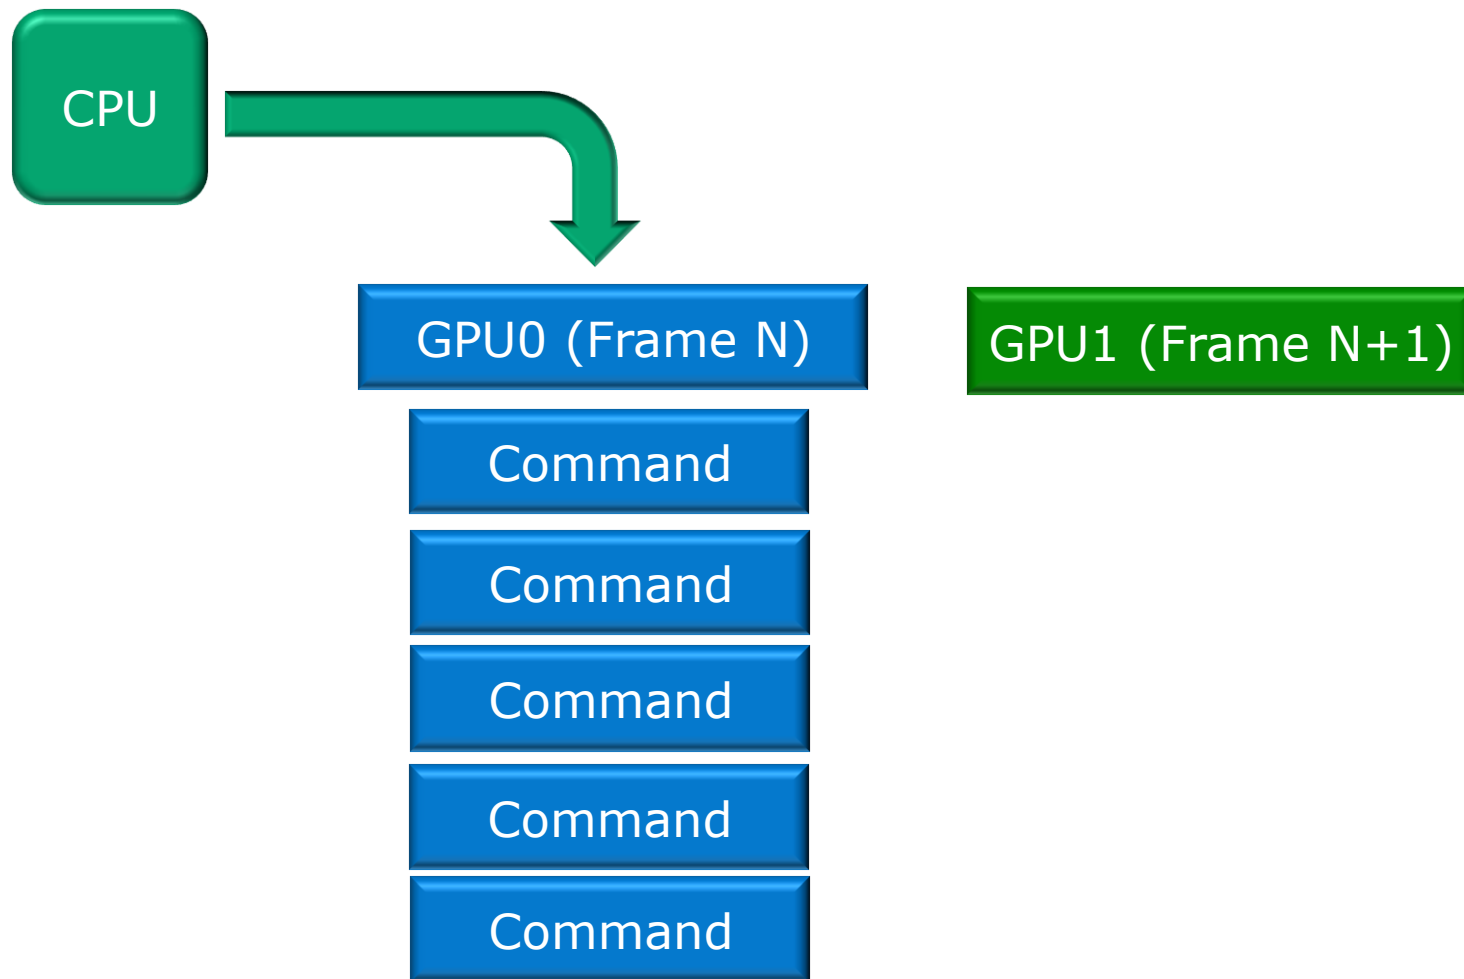 CPU
GPU0 (Frame N)
GPU1 (Frame N+1)
Command
Command
Command
Command
Command